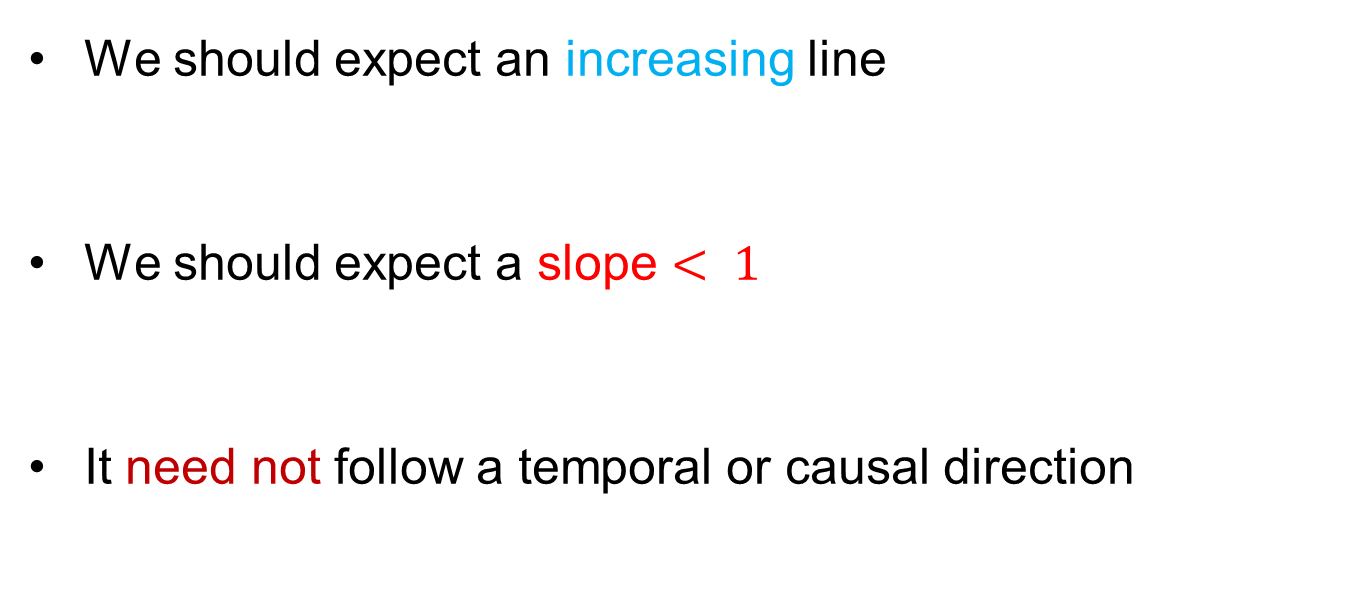 • We should expect an increasing line
• We should expect a slope < 1
• It need not follow a temporal or causal direction